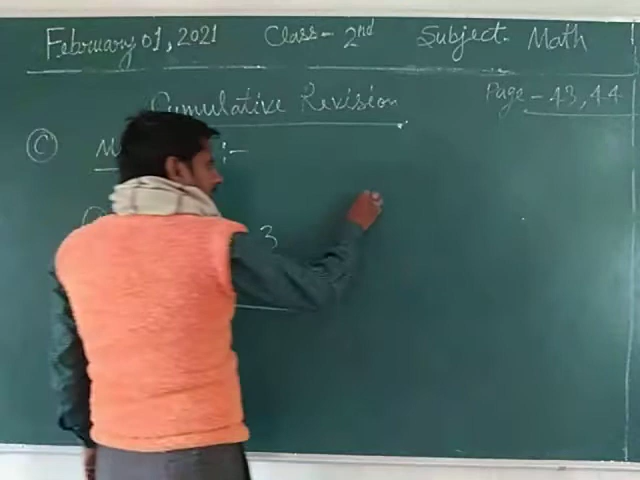 February 01, 2021 Class - 2nd Subject - Math
Cumulative Revision Page - 43, 44
Ⓒ :-
3